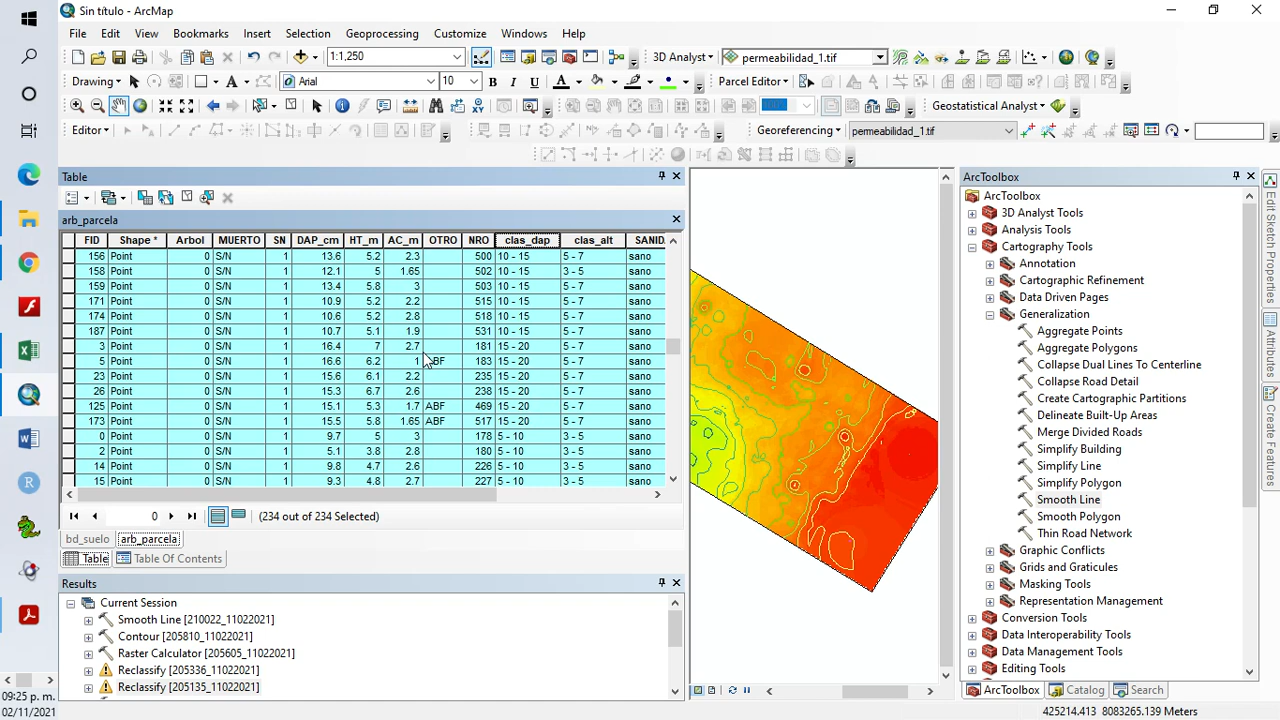 Sin título - ArcMap
File Edit View Bookmarks Insert Selection Geoprocessing Customize Windows Help
1:1,250 3D Analyst permeabilidad_1.tif
Drawing Arial 10 B I U A Parcel Editor
Geostatistical Analyst
Editor Georeferencing permeabilidad_1.tif
Table
arb_parcela
FID Shape * Arbol MUERTO SN DAP_cm HT_m AC_m OTRO NRO clas_dap clas_alt SANID
156 Point 0 S/N 1 13.6 5.2 2.3 500 10 - 15 5 - 7 sano
158 Point 0 S/N 1 12.1 5 1.65 502 10 - 15 3 - 5 sano
159 Point 0 S/N 1 13.4 5.8 3 503 10 - 15 5 - 7 sano
171 Point 0 S/N 1 10.9 5.2 2.2 515 10 - 15 5 - 7 sano
174 Point 0 S/N 1 10.6 5.2 2.8 518 10 - 15 5 - 7 sano
187 Point 0 S/N 1 10.7 5.1 1.9 531 10 - 15 5 - 7 sano
3 Point 0 S/N 1 16.4 7 2.7 181 15 - 20 5 - 7 sano
5 Point 0 S/N 1 16.6 6.2 1 BF 183 15 - 20 5 - 7 sano
23 Point 0 S/N 1 15.6 6.1 2.2 235 15 - 20 5 - 7 sano
26 Point 0 S/N 1 15.3 6.7 2.6 238 15 - 20 5 - 7 sano
125 Point 0 S/N 1 15.1 5.3 1.7 ABF 469 15 - 20 5 - 7 sano
173 Point 0 S/N 1 15.5 5.8 1.65 ABF 517 15 - 20 5 - 7 sano
0 Point 0 S/N 1 9.7 5 3 178 5 - 10 3 - 5 sano
2 Point 0 S/N 1 5.1 3.8 2.8 180 5 - 10 3 - 5 sano
14 Point 0 S/N 1 9.8 4.7 2.6 226 5 - 10 3 - 5 sano
15 Point 0 S/N 1 9.3 4.8 2.7 227 5 - 10 3 - 5 sano
0 (234 out of 234 Selected)
bd_suelo arb_parcela
Table Table Of Contents
Results
Current Session
Smooth Line [210022_11022021]
Contour [205810_11022021]
Raster Calculator [205605_11022021]
Reclassify [205336_11022021]
Reclassify [205135_11022021]
ArcToolbox
ArcToolbox
3D Analyst Tools
Analysis Tools
Cartography Tools
Annotation
Cartographic Refinement
Data Driven Pages
Generalization
Aggregate Points
Aggregate Polygons
Collapse Dual Lines To Centerline
Collapse Road Detail
Create Cartographic Partitions
Delineate Built-Up Areas
Merge Divided Roads
Simplify Building
Simplify Line
Simplify Polygon
Smooth Line
Smooth Polygon
Thin Road Network
Graphic Conflicts
Grids and Graticules
Masking Tools
Representation Management
Conversion Tools
Data Interoperability Tools
Data Management Tools
Editing Tools
ArcToolbox Catalog Search
Edit Sketch Properties
Attributes
Create Features
425214.413 8083265.139 Meters
09:25 p. m.
02/11/2021